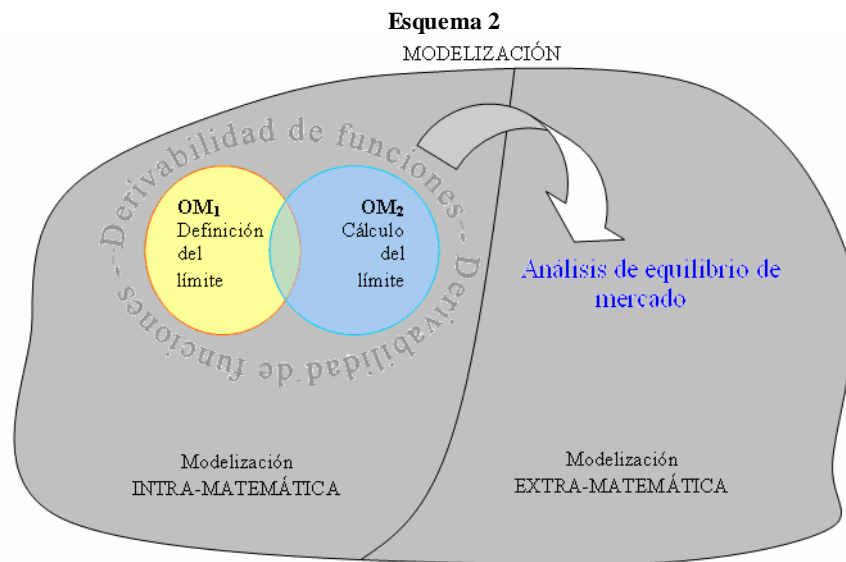 Esquema 2
MODELIZACIÓN
Derivabilidad de funciones-- Derivabilidad de funciones --
OM1
Definición
del
límite
OM2
Cálculo
del
límite
Análisis de equilibrio de
mercado
Modelización
INTRA-MATEMÁTICA
Modelización
EXTRA-MATEMÁTICA